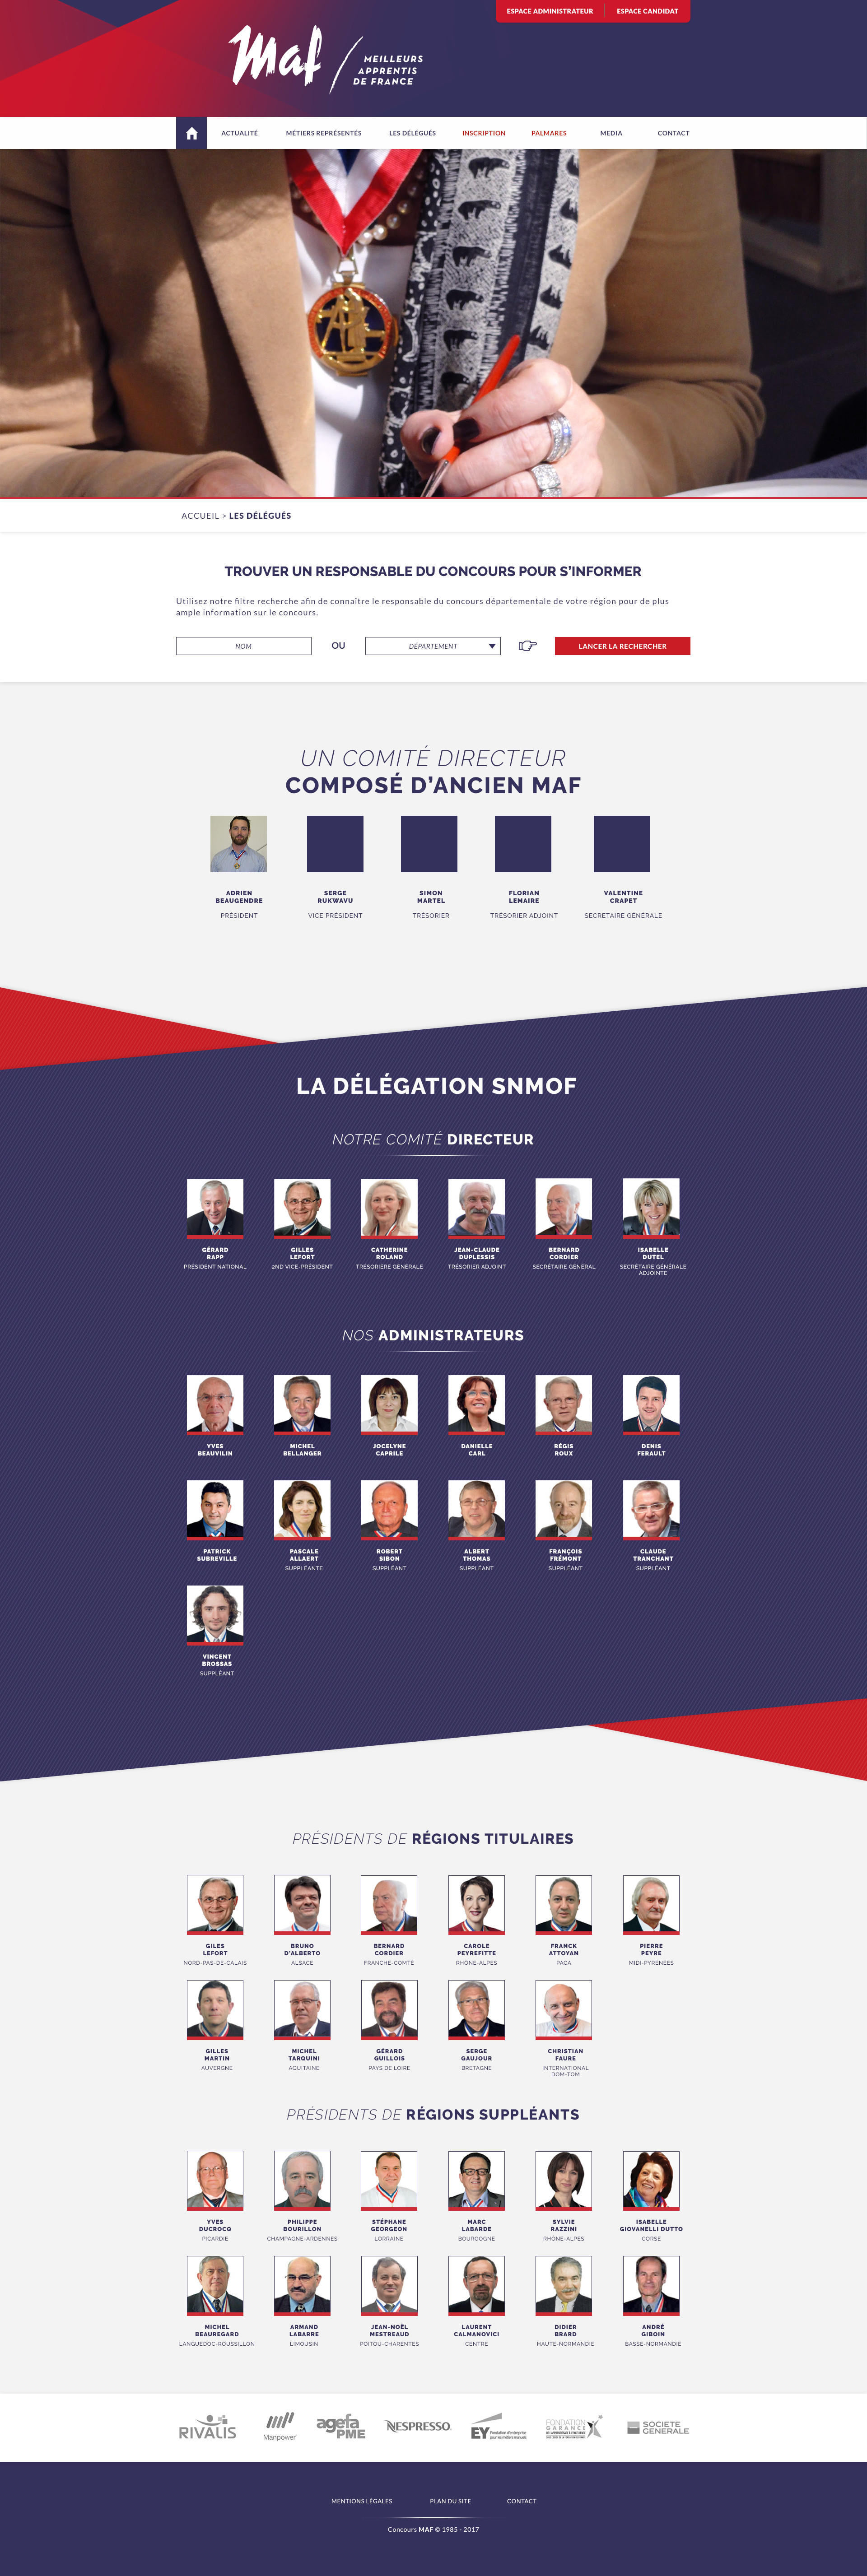 ESPACE ADMINISTRATEUR ESPACE CANDIDAT
Maf
MEILLEURS
APPRENTIS
DE FRANCE
ACTUALITÉ MÉTIERS REPRÉSENTÉS LES DÉLÉGUÉS INSCRIPTION PALMARES MEDIA CONTACT
ACCUEIL > LES DÉLÉGUÉS
TROUVER UN RESPONSABLE DU CONCOURS POUR S'INFORMER
Utilisez notre filtre recherche afin de connaître le responsable du concours départementale de votre région pour de plus
ample information sur le concours.
NOM OU DÉPARTEMENT LANCER LA RECHERCHER
UN COMITÉ DIRECTEUR
COMPOSÉ D'ANCIEN MAF
ADRIEN SERGE SIMON FLORIAN VALENTINE
BEAUGENDRE RUKWAVU MARTEL LEMAIRE CRAPET
PRÉSIDENT VICE PRÉSIDENT TRÉSORIER TRÉSORIER ADJOINT SECRETAIRE GÉNÉRALE
LA DÉLÉGATION SNMOF
NOTRE COMITÉ DIRECTEUR
GÉRARD GILLES CATHERINE JEAN-CLAUDE BERNARD ISABELLE
RAPP LEFORT ROLAND DUPLESSIS CORDIER DUTEL
PRÉSIDENT NATIONAL 2ND VICE-PRÉSIDENT TRÉSORIÈRE GÉNÉRALE TRÉSORIER ADJOINT SECRÉTAIRE GÉNÉRAL SECRÉTAIRE GÉNÉRALE
ADJOINTE
NOS ADMINISTRATEURS
YVES MICHEL JOCELYNE DANIELLE RÉGIS DENIS
BEAUVILIN BELLANGER CAPRILE CARL ROUX FERAULT
PATRICK PASCALE ROBERT ALBERT FRANÇOIS CLAUDE
SUBREVILLE ALLAERT SIBON THOMAS FRÉMONT TRANCHANT
SUPPLÉANTE SUPPLÉANT SUPPLÉANT SUPPLÉANT SUPPLÉANT
VINCENT
BROSSAS
SUPPLÉANT
PRÉSIDENTS DE RÉGIONS TITULAIRES
GILES BRUNO BERNARD CAROLE FRANCK PIERRE
LEFORT D'ALBERTO CORDIER PEYREFITTE ATTOYAN PEYRE
NORD-PAS-DE-CALAIS ALSACE FRANCHE-COMTÉ RHÔNE-ALPES PACA MIDI-PYRÉNÉES
GILLES MICHEL GÉRARD SERGE CHRISTIAN
MARTIN TARQUINI GUILLOIS GAUJOUR FAURE
AUVERGNE AQUITAINE PAYS DE LOIRE BRETAGNE INTERNATIONAL
DOM-TOM
PRÉSIDENTS DE RÉGIONS SUPPLÉANTS
YVES PHILIPPE STÉPHANE MARC SYLVIE ISABELLE
DUCROCQ BOURILLON GEORGEON LABARDE RAZZINI GIOVANELLI DUTTO
PICARDIE CHAMPAGNE-ARDENNES LORRAINE BOURGOGNE RHÔNE-ALPES CORSE
MICHEL ARMAND JEAN-NOËL LAURENT DIDIER ANDRÉ
BEAUREGARD LABARRE MESTREAUD CALMANOVICI BRARD GIBOIN
LANGUEDOC-ROUSSILLON LIMOUSIN POITOU-CHARENTES CENTRE HAUTE-NORMANDIE BASSE-NORMANDIE
RIVALIS Manpower agefa PME NESPRESSO EY Fondation d'entreprise pour les métiers manuels FONDATION GARANCE SOCIETE GENERALE
MENTIONS LÉGALES PLAN DU SITE CONTACT
Concours MAF © 1985 - 2017